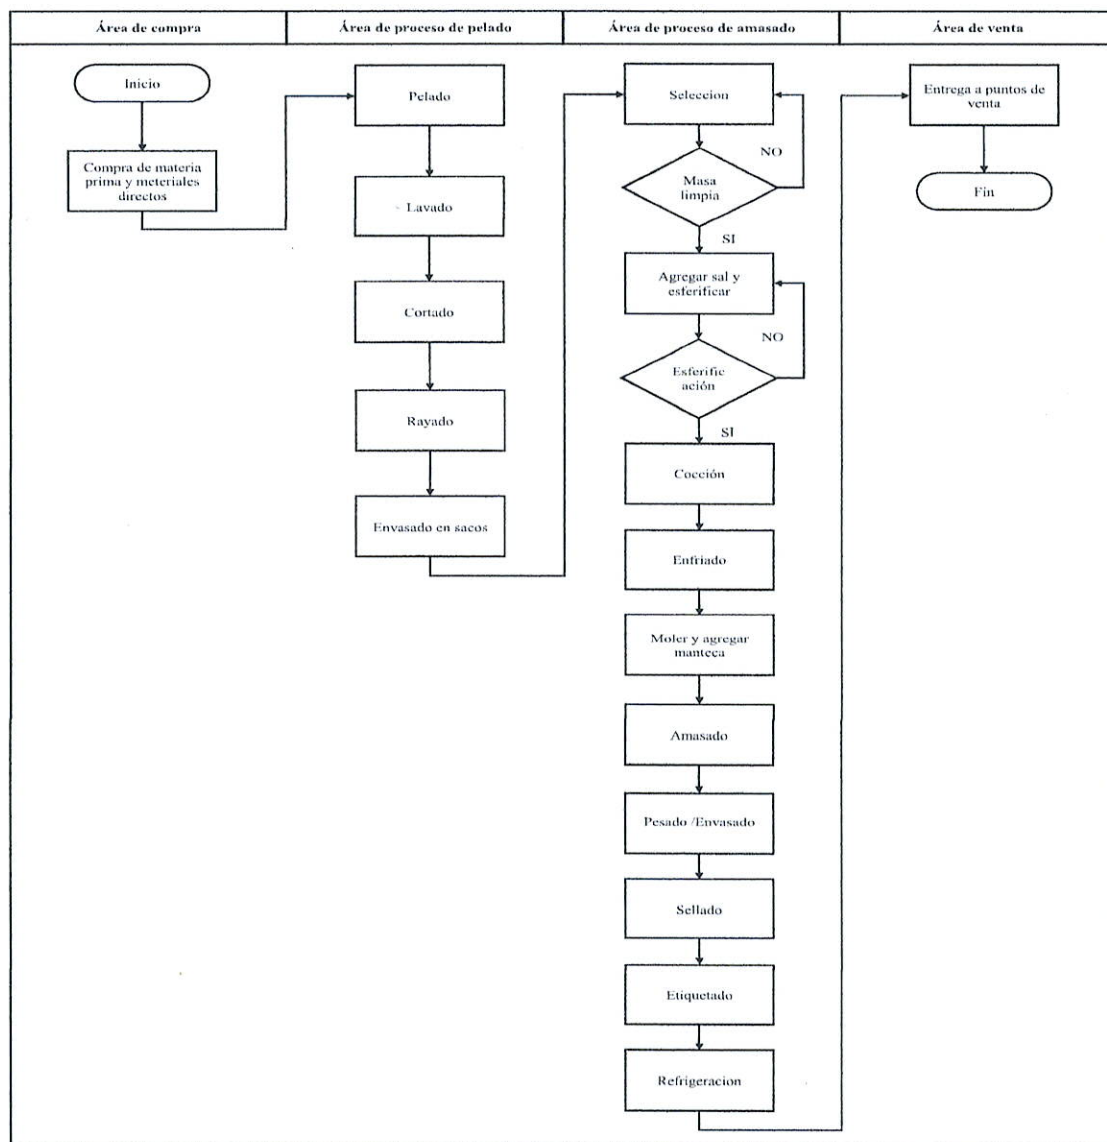 Área de compra
Área de proceso de pelado
Área de proceso de amasado
Área de venta
Inicio
Compra de materia
prima y meteriales
directos
Pelado
Lavado
Cortado
Rayado
Envasado en sacos
Seleccion
NO
Masa
limpia
SI
Agregar sal y
esferificar
NO
Esferific
ación
SI
Cocción
Enfriado
Moler y agregar
manteca
Amasado
Pesado /Envasado
Sellado
Etiquetado
Refrigeracion
Entrega a puntos de
venta
Fin